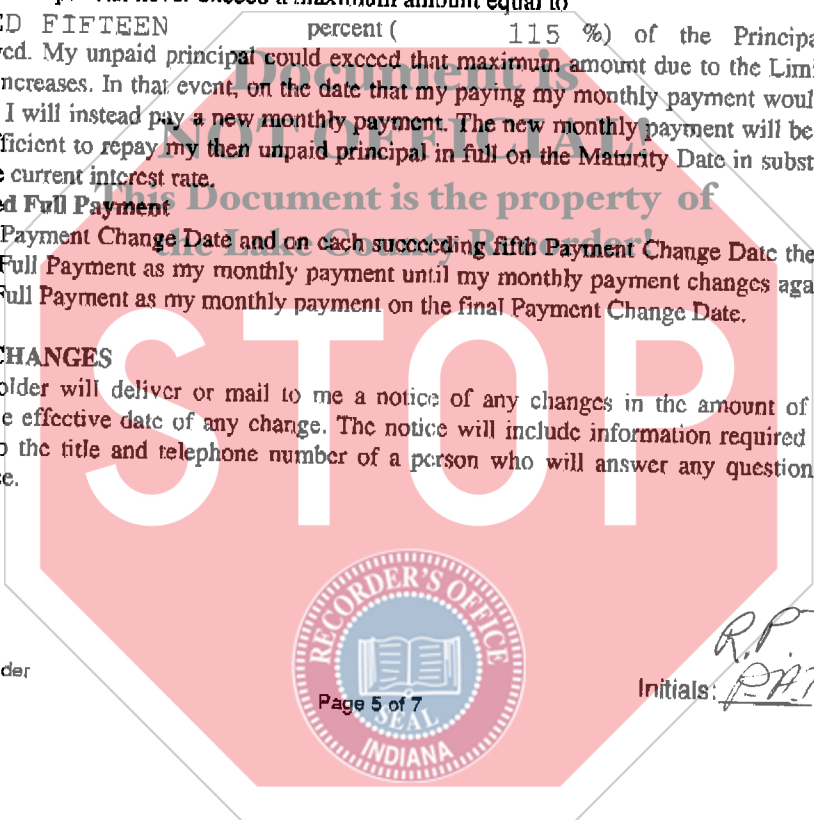 ED FIFTEEN percent ( 115 %) of the Principa
ved. My unpaid principal could exceed that maximum amount due to the Limi
ncreases. In that event, on the date that my paying my monthly payment woul
I will instead pay a new monthly payment. The new monthly payment will be
fficient to repay my then unpaid principal in full on the Maturity Date in subst
e current interest rate.
ed Full Payment
Payment Change Date and on each succeeding fifth Payment Change Date the
Full Payment as my monthly payment until my monthly payment changes aga
Full Payment as my monthly payment on the final Payment Change Date.
CHANGES
older will deliver or mail to me a notice of any changes in the amount of
e effective date of any change. The notice will include information required
o the title and telephone number of a person who will answer any question
ce.
Document is
NOT OFFICIAL!
This Document is the property of
the Lake County Recorder!
STOP
RECORDER'S OFFICE
SEAL
INDIANA
der
Page 5 of 7
R.P.
Initials: